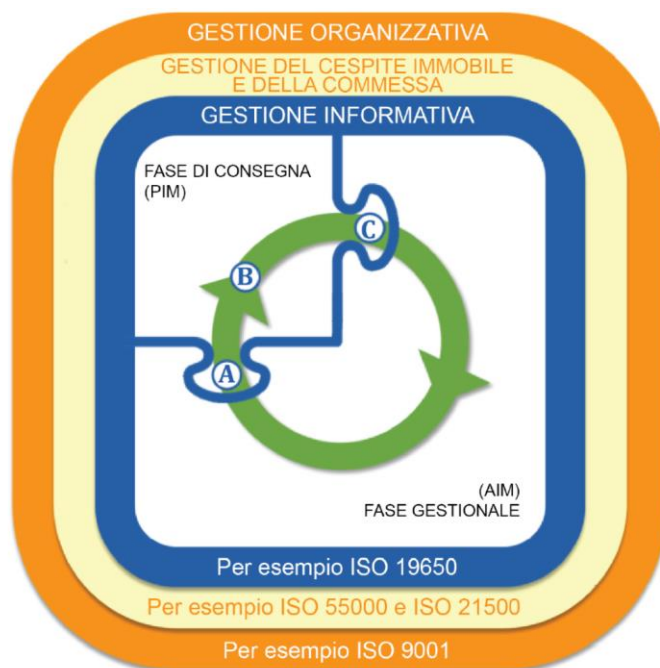 GESTIONE ORGANIZZATIVA
GESTIONE DEL CESPITE IMMOBILE
E DELLA COMMESSA
GESTIONE INFORMATIVA
FASE DI CONSEGNA
(PIM)
C
B
A
(AIM)
FASE GESTIONALE
Per esempio ISO 19650
Per esempio ISO 55000 e ISO 21500
Per esempio ISO 9001